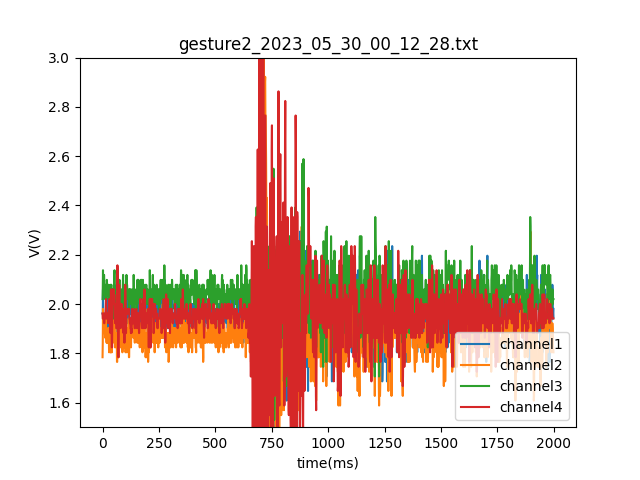 gesture2_2023_05_30_00_12_28.txt
3.0
2.8
2.6
2.4
2.2
2.0
1.8
1.6
V(V)
channel1
channel2
channel3
channel4
0 250 500 750 1000 1250 1500 1750 2000
time(ms)